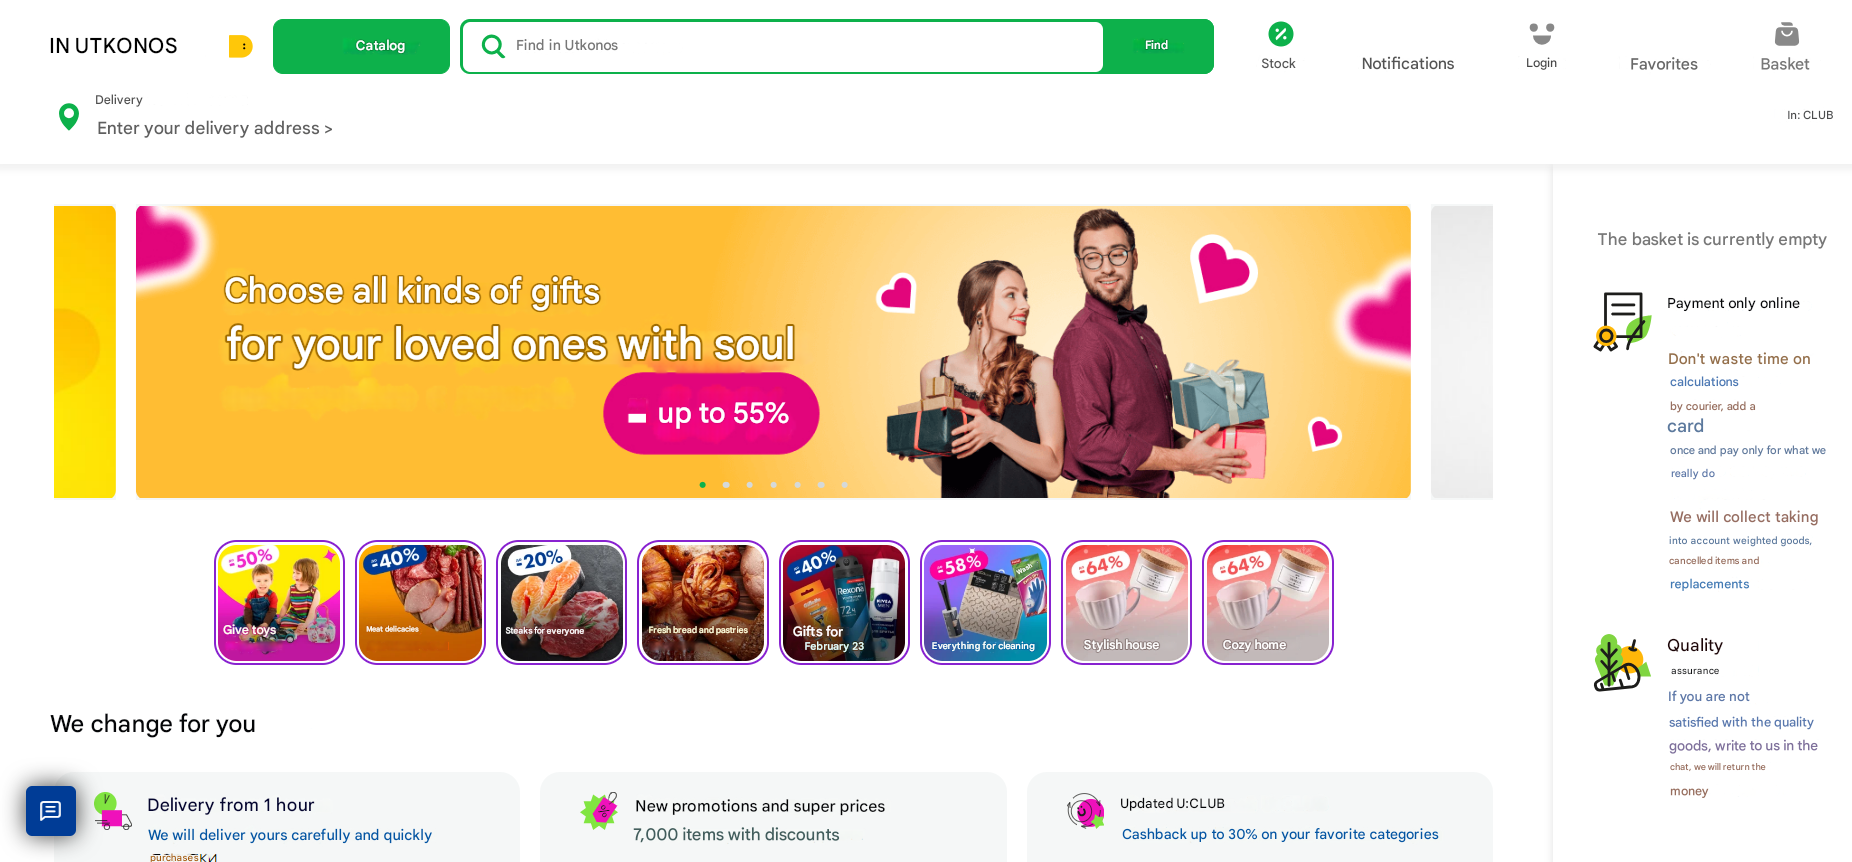 IN UTKONOS
Catalog
Find in Utkonos
Find
Stock
Notifications
Login
Favorites
Basket
Delivery
Enter your delivery address >
In: CLUB
Choose all kinds of gifts
for your loved ones with soul
- up to 55%
-50%
Give toys
-40%
Meat delicacies
-20%
Steaks for everyone
Fresh bread and pastries
-40%
Gillette
Rexona
72
NIVEA
MEN
Gifts for
February 23
-58%
Wash
Everything for cleaning
-64%
Stylish house
-64%
Cozy home
The basket is currently empty
Payment only online
Don't waste time on
calculations
by courier, add a
card
once and pay only for what we
really do
We will collect taking
into account weighted goods,
cancelled items and
replacements
Quality
assurance
If you are not
satisfied with the quality
goods, write to us in the
chat, we will return the
money
We change for you
Delivery from 1 hour
We will deliver yours carefully and quickly
purchases
New promotions and super prices
7,000 items with discounts
Updated U:CLUB
Cashback up to 30% on your favorite categories